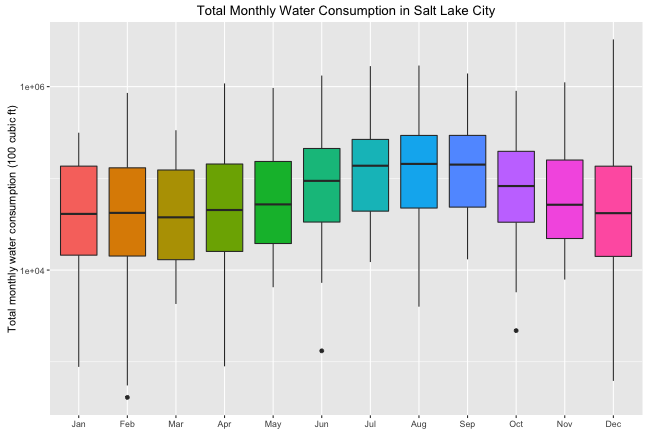 Total Monthly Water Consumption in Salt Lake City
Total monthly water consumption (100 cubic ft)
1e+06
1e+04
Jan Feb Mar Apr May Jun Jul Aug Sep Oct Nov Dec